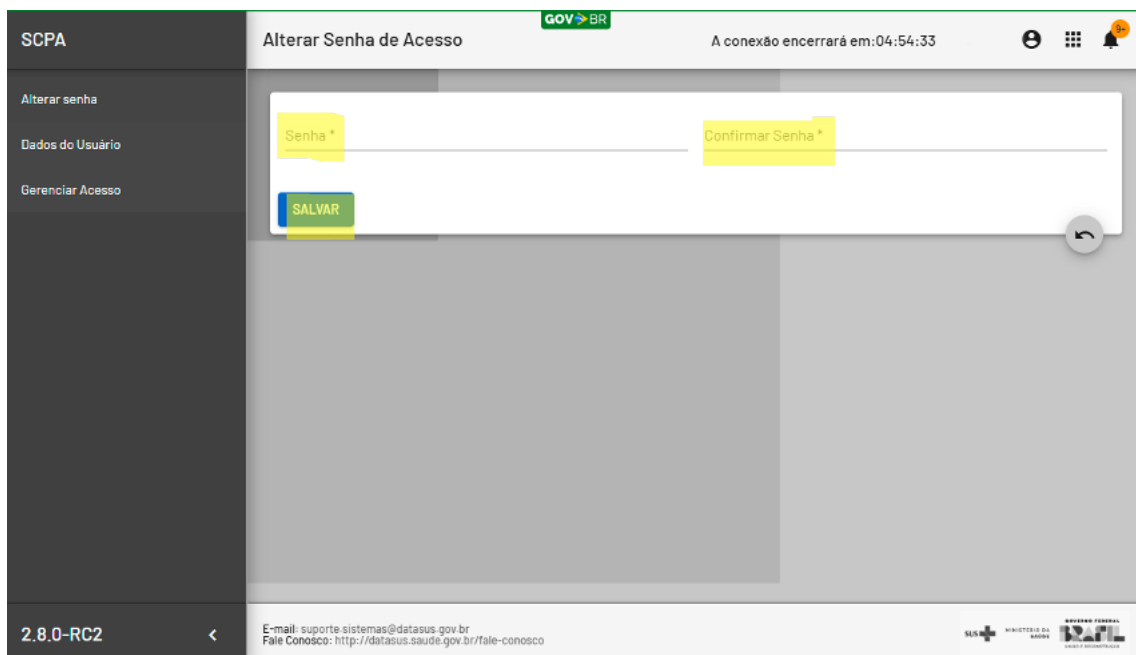 GOV BR
SCPA
Alterar Senha de Acesso
A conexão encerrará em:04:54:33
9+
Alterar senha
Dados do Usuário
Gerenciar Acesso
Senha *
Confirmar Senha *
SALVAR
2.8.0-RC2
E-mail: suporte.sistemas@datasus.gov.br
Fale Conosco: http://datasus.saude.gov.br/fale-conosco
SUS
MINISTÉRIO DA
SAÚDE
GOVERNO FEDERAL
BRASIL
UNIÃO E RECONSTRUÇÃO